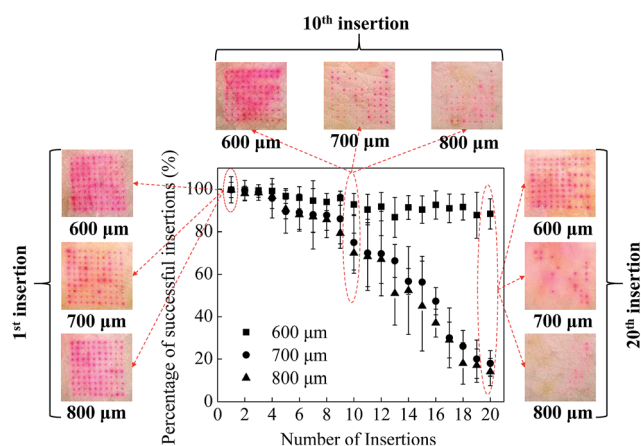 10th insertion
600 μm
700 μm
800 μm
1st insertion
600 μm
700 μm
800 μm
Percentage of successful insertions (%)
100
80
60
40
20
0
600 μm
700 μm
800 μm
0 2 4 6 8 10 12 14 16 18 20
Number of Insertions
20th insertion
600 μm
700 μm
800 μm